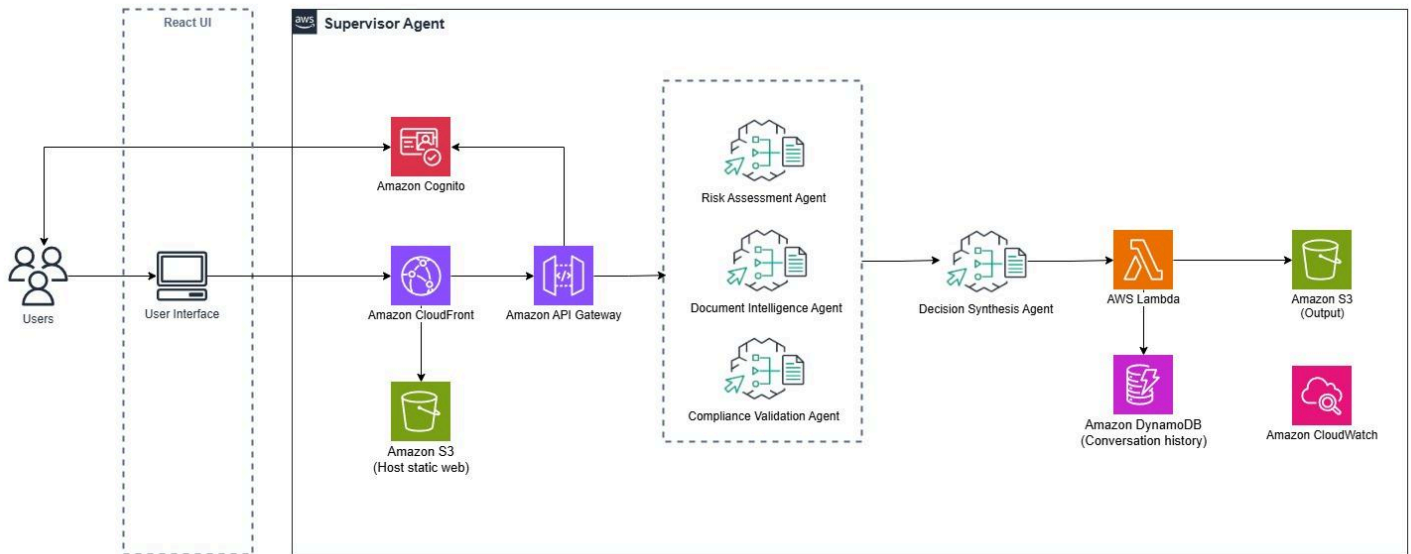 React UI
aws
Supervisor Agent
Amazon Cognito
Risk Assessment Agent
Users
User Interface
Amazon CloudFront
Amazon API Gateway
Document Intelligence Agent
Decision Synthesis Agent
AWS Lambda
Amazon S3
(Output)
Amazon S3
(Host static web)
Compliance Validation Agent
Amazon DynamoDB
(Conversation history)
Amazon CloudWatch